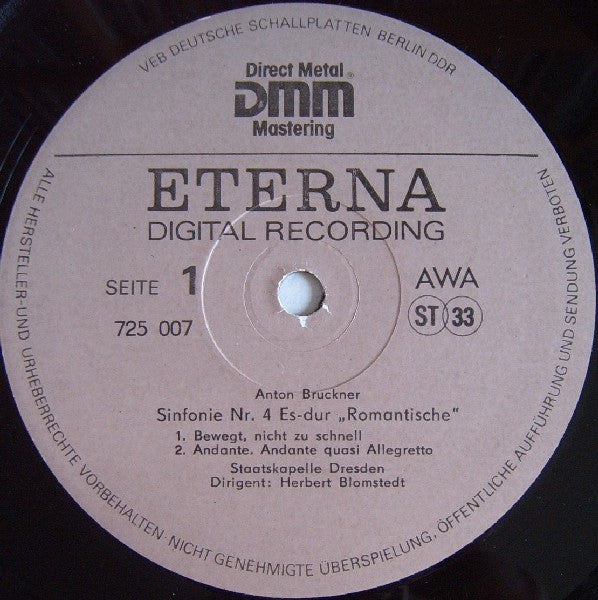 VEB DEUTSCHE SCHALLPLATTEN BERLIN DDR
Direct Metal ®
DMM
Mastering
ETERNA
DIGITAL RECORDING
SEITE 1
AWA
725 007
ST 33
Anton Bruckner
Sinfonie Nr. 4 Es-dur „Romantische“
1. Bewegt, nicht zu schnell
2. Andante. Andante quasi Allegretto
Staatskapelle Dresden
Dirigent: Herbert Blomstedt
ALLE HERSTELLER-UND URHEBERRECHTE VORBEHALTEN-NICHT GENEHMIGTE ÜBERSPIELUNG, ÖFFENTLICHE AUFFÜHRUNG UND SENDUNG VERBOTEN